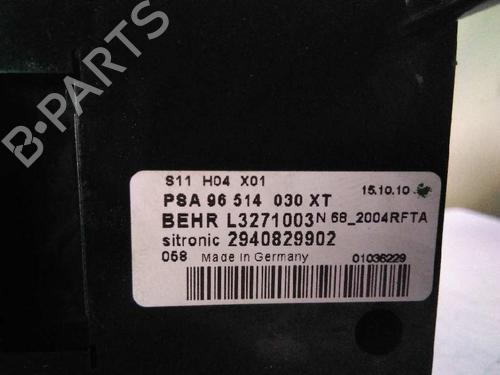 B-PARTS
S11 H04 X01
15.10.10
PSA 96 514 030 XT
BEHR L3271003 N 68_2004RFTA
sitronic 2940829902
058 Made in Germany 01036229